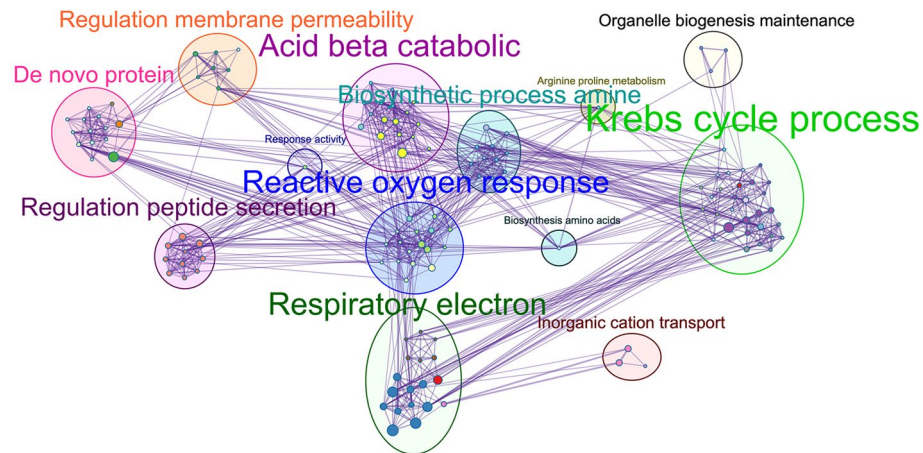 Regulation membrane permeability
Organelle biogenesis maintenance
Acid beta catabolic
De novo protein
Arginine proline metabolism
Biosynthetic process amine
Krebs cycle process
Response activity
Reactive oxygen response
Regulation peptide secretion
Biosynthesis amino acids
Respiratory electron
Inorganic cation transport